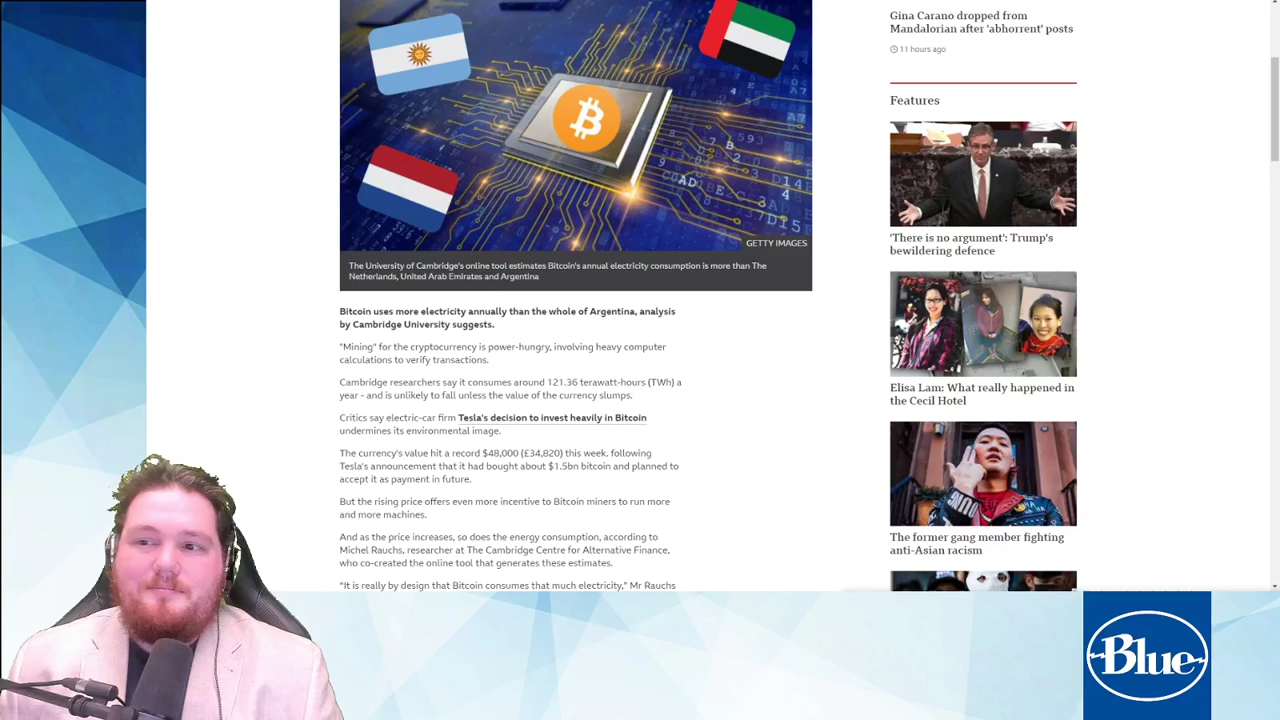 GETTY IMAGES
The University of Cambridge's online tool estimates Bitcoin's annual electricity consumption is more than The
Netherlands, United Arab Emirates and Argentina
Bitcoin uses more electricity annually than the whole of Argentina, analysis
by Cambridge University suggests.
"Mining" for the cryptocurrency is power-hungry, involving heavy computer
calculations to verify transactions.
Cambridge researchers say it consumes around 121.36 terawatt-hours (TWh) a
year - and is unlikely to fall unless the value of the currency slumps.
Critics say electric-car firm Tesla's decision to invest heavily in Bitcoin
undermines its environmental image.
The currency's value hit a record $48,000 (£34,820) this week. following
Tesla's announcement that it had bought about $1.5bn bitcoin and planned to
accept it as payment in future.
But the rising price offers even more incentive to Bitcoin miners to run more
and more machines.
And as the price increases, so does the energy consumption, according to
Michel Rauchs, researcher at The Cambridge Centre for Alternative Finance,
who co-created the online tool that generates these estimates.
"It is really by design that Bitcoin consumes that much electricity," Mr Rauchs
Gina Carano dropped from
Mandalorian after 'abhorrent' posts
11 hours ago
Features
'There is no argument': Trump's
bewildering defence
Elisa Lam: What really happened in
the Cecil Hotel
The former gang member fighting
anti-Asian racism
Blue